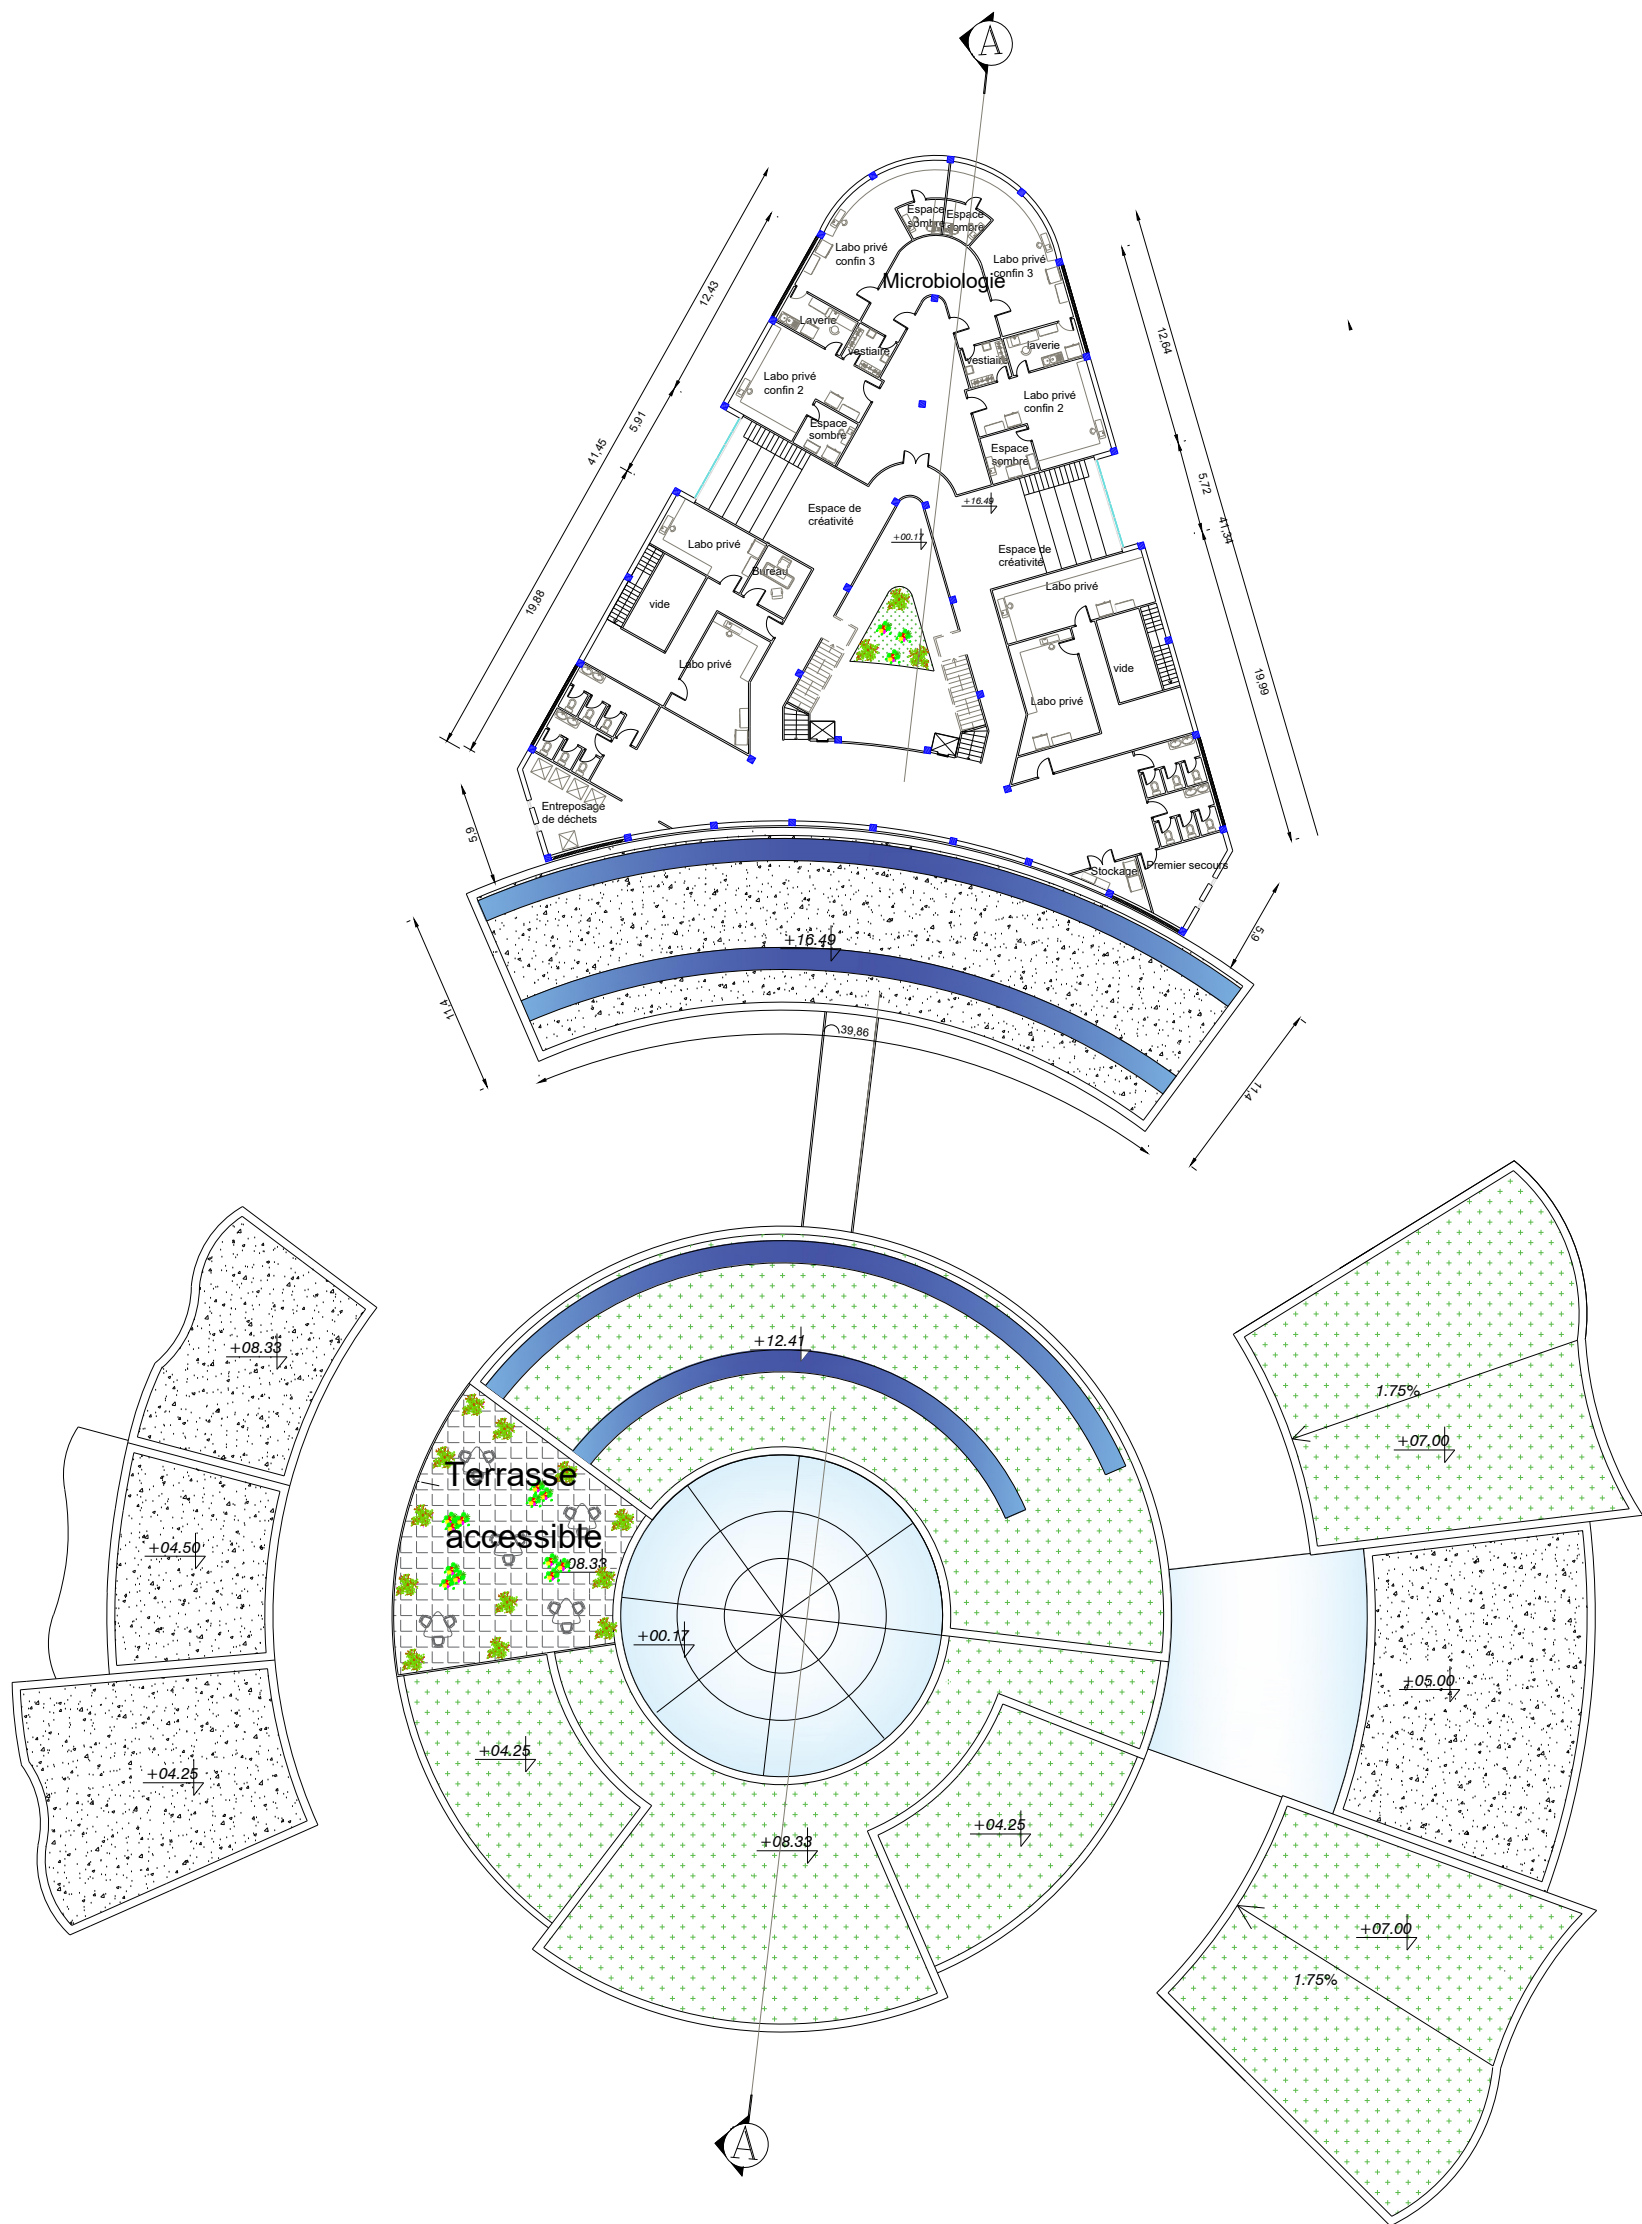 A
Espace
sombre
Espace
sombre
Labo privé
confin 3
Labo privé
confin 3
Microbiologie
12,43
12,64
Laverie
vestiaire
laverie
vestiaire
Labo privé
confin 2
Labo privé
confin 2
5,91
41,45
Espace
sombre
Espace
sombre
5,72
41,34
+16.49
Espace de
créativité
+00.17
Espace de
créativité
Labo privé
Bureau
Labo privé
19,88
vide
Labo privé
vide
19,99
Labo privé
Entreposage
de déchets
5,9
Stockage
Premier secours
5,9
+16.49
11,4
39,86
11,4
+08.33
+12.41
1.75%
+07.00
Terrasse
accessible
+04.50
08.33
+00.17
+05.00
+04.25
+04.25
+08.33
+04.25
+07.00
1.75%
A